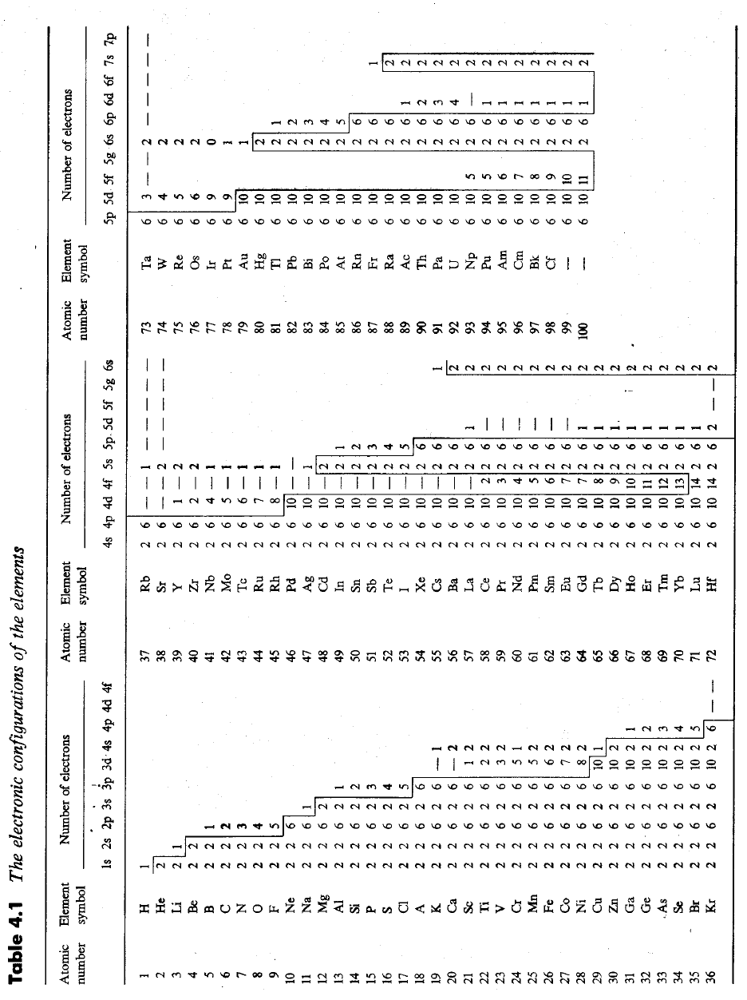 Table 4.1 The electronic configurations of the elements
Atomic number Element symbol Number of electrons Atomic number Element symbol Number of electrons Atomic number Element symbol Number of electrons
1s 2s 2p 3s 3p 3d 4s 4p 4d 4f 4s 4p 4d 4f 5s 5p 5d 5f 5g 6s 5p 5d 5f 5g 6s 6p 6d 6f 7s 7p
1 H 1 37 Rb 2 6 — — 1 — — — — — 73 Ta 6 3 — — 2 — — — — —
2 He 2 38 Sr 2 6 — — 2 — — — — — 74 W 6 4 2
3 Li 2 1 39 Y 2 6 1 — 2 75 Re 6 5 2
4 Be 2 2 40 Zr 2 6 2 — 2 76 Os 6 6 2
5 B 2 2 1 41 Nb 2 6 4 — 1 77 Ir 6 9 0
6 C 2 2 2 42 Mo 2 6 5 — 1 78 Pt 6 9 1
7 N 2 2 3 43 Tc 2 6 6 — 1 79 Au 6 10 1
8 O 2 2 4 44 Ru 2 6 7 — 1 80 Hg 6 10 2
9 F 2 2 5 45 Rh 2 6 8 — 1 81 Tl 6 10 2 1
10 Ne 2 2 6 46 Pd 2 6 10 — — 82 Pb 6 10 2 2
11 Na 2 2 6 1 47 Ag 2 6 10 — 1 83 Bi 6 10 2 3
12 Mg 2 2 6 2 48 Cd 2 6 10 — 2 84 Po 6 10 2 4
13 Al 2 2 6 2 1 49 In 2 6 10 — 2 1 85 At 6 10 2 5
14 Si 2 2 6 2 2 50 Sn 2 6 10 — 2 2 86 Rn 6 10 2 6
15 P 2 2 6 2 3 51 Sb 2 6 10 — 2 3 87 Fr 6 10 2 6 1
16 S 2 2 6 2 4 52 Te 2 6 10 — 2 4 88 Ra 6 10 2 6 2
17 Cl 2 2 6 2 5 53 I 2 6 10 — 2 5 89 Ac 6 10 2 6 1 2
18 A 2 2 6 2 6 54 Xe 2 6 10 — 2 6 90 Th 6 10 2 6 2 2
19 K 2 2 6 2 6 — 1 55 Cs 2 6 10 — 2 6 1 91 Pa 6 10 2 6 3 2
20 Ca 2 2 6 2 6 — 2 56 Ba 2 6 10 — 2 6 2 92 U 6 10 2 6 4 2
21 Sc 2 2 6 2 6 1 2 57 La 2 6 10 — 2 6 1 2 93 Np 6 10 5 2 6 — 2
22 Ti 2 2 6 2 6 2 2 58 Ce 2 6 10 2 2 6 — 2 94 Pu 6 10 5 2 6 1 2
23 V 2 2 6 2 6 3 2 59 Pr 2 6 10 3 2 6 — 2 95 Am 6 10 6 2 6 1 2
24 Cr 2 2 6 2 6 5 1 60 Nd 2 6 10 4 2 6 — 2 96 Cm 6 10 7 2 6 1 2
25 Mn 2 2 6 2 6 5 2 61 Pm 2 6 10 5 2 6 — 2 97 Bk 6 10 8 2 6 1 2
26 Fe 2 2 6 2 6 6 2 62 Sm 2 6 10 6 2 6 — 2 98 Cf 6 10 9 2 6 1 2
27 Co 2 2 6 2 6 7 2 63 Eu 2 6 10 7 2 6 — 2 99 — 6 10 10 2 6 1 2
28 Ni 2 2 6 2 6 8 2 64 Gd 2 6 10 7 2 6 1 2 100 — 6 10 11 2 6 1 2
29 Cu 2 2 6 2 6 10 1 65 Tb 2 6 10 8 2 6 1 2
30 Zn 2 2 6 2 6 10 2 66 Dy 2 6 10 9 2 6 1 2
31 Ga 2 2 6 2 6 10 2 1 67 Ho 2 6 10 10 2 6 1 2
32 Ge 2 2 6 2 6 10 2 2 68 Er 2 6 10 11 2 6 1 2
33 As 2 2 6 2 6 10 2 3 69 Tm 2 6 10 12 2 6 1 2
34 Se 2 2 6 2 6 10 2 4 70 Yb 2 6 10 13 2 6 1 2
35 Br 2 2 6 2 6 10 2 5 71 Lu 2 6 10 14 2 6 1 2
36 Kr 2 2 6 2 6 10 2 6 — — 72 Hf 2 6 10 14 2 6 2 — — 2